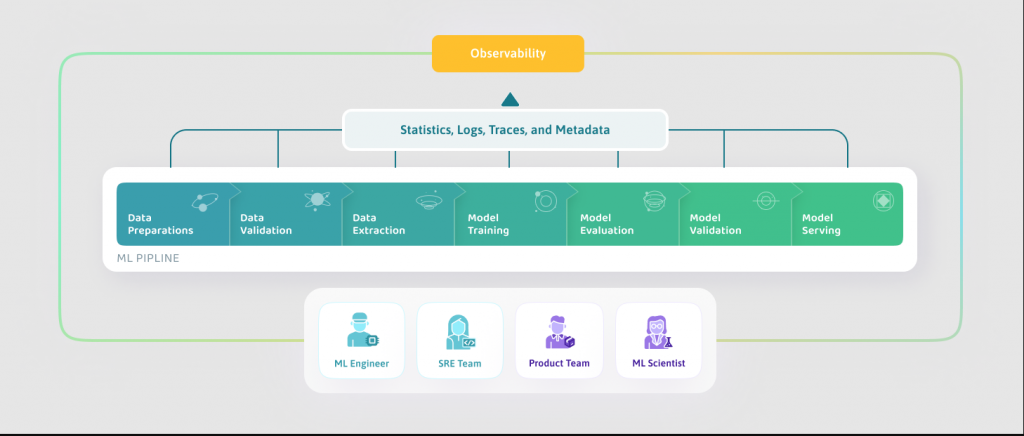 Observability
Statistics, Logs, Traces, and Metadata
Data
Preparations
Data
Validation
Data
Extraction
Model
Training
Model
Evaluation
Model
Validation
Model
Serving
ML PIPLINE
ML Engineer
SRE Team
Product Team
ML Scientist